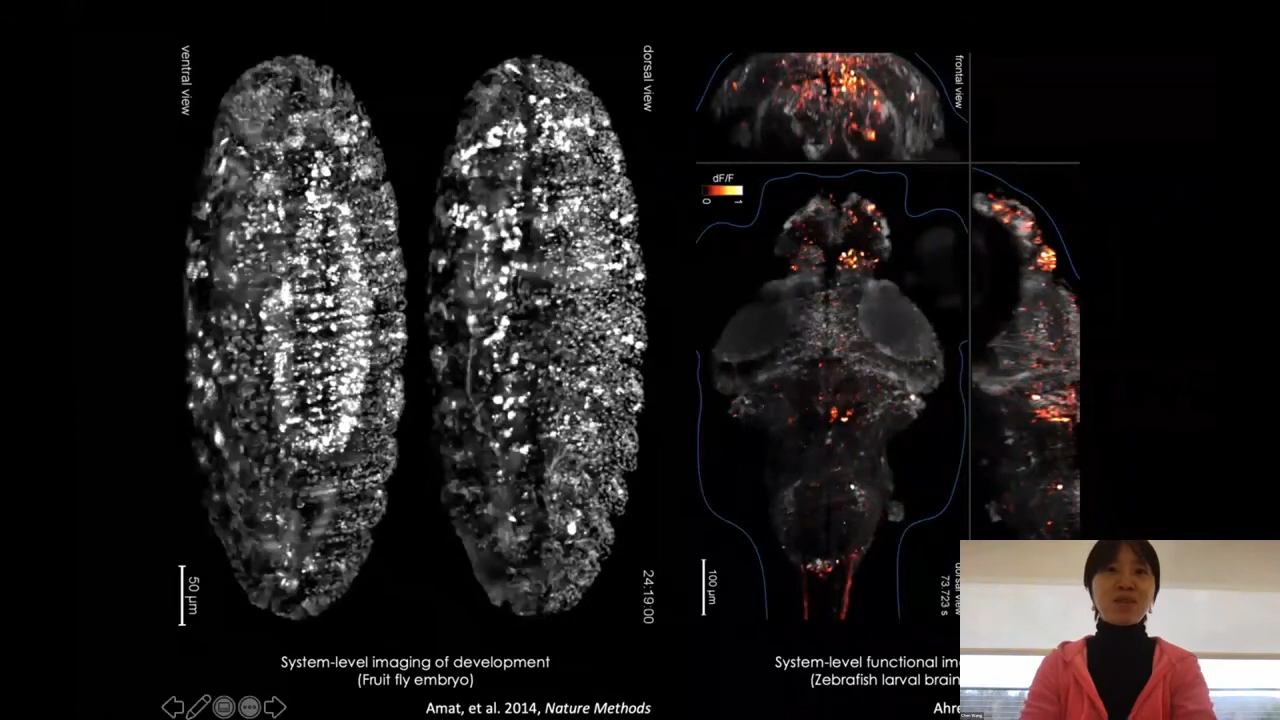 ventral view
dorsal view
frontal view
dF/F
0 1
50 µm
24:19:00
100 µm
73.723 s
System-level imaging of development
(Fruit fly embryo)
Amat, et al. 2014, Nature Methods
System-level functional im
(Zebrafish larval brain
Ahre